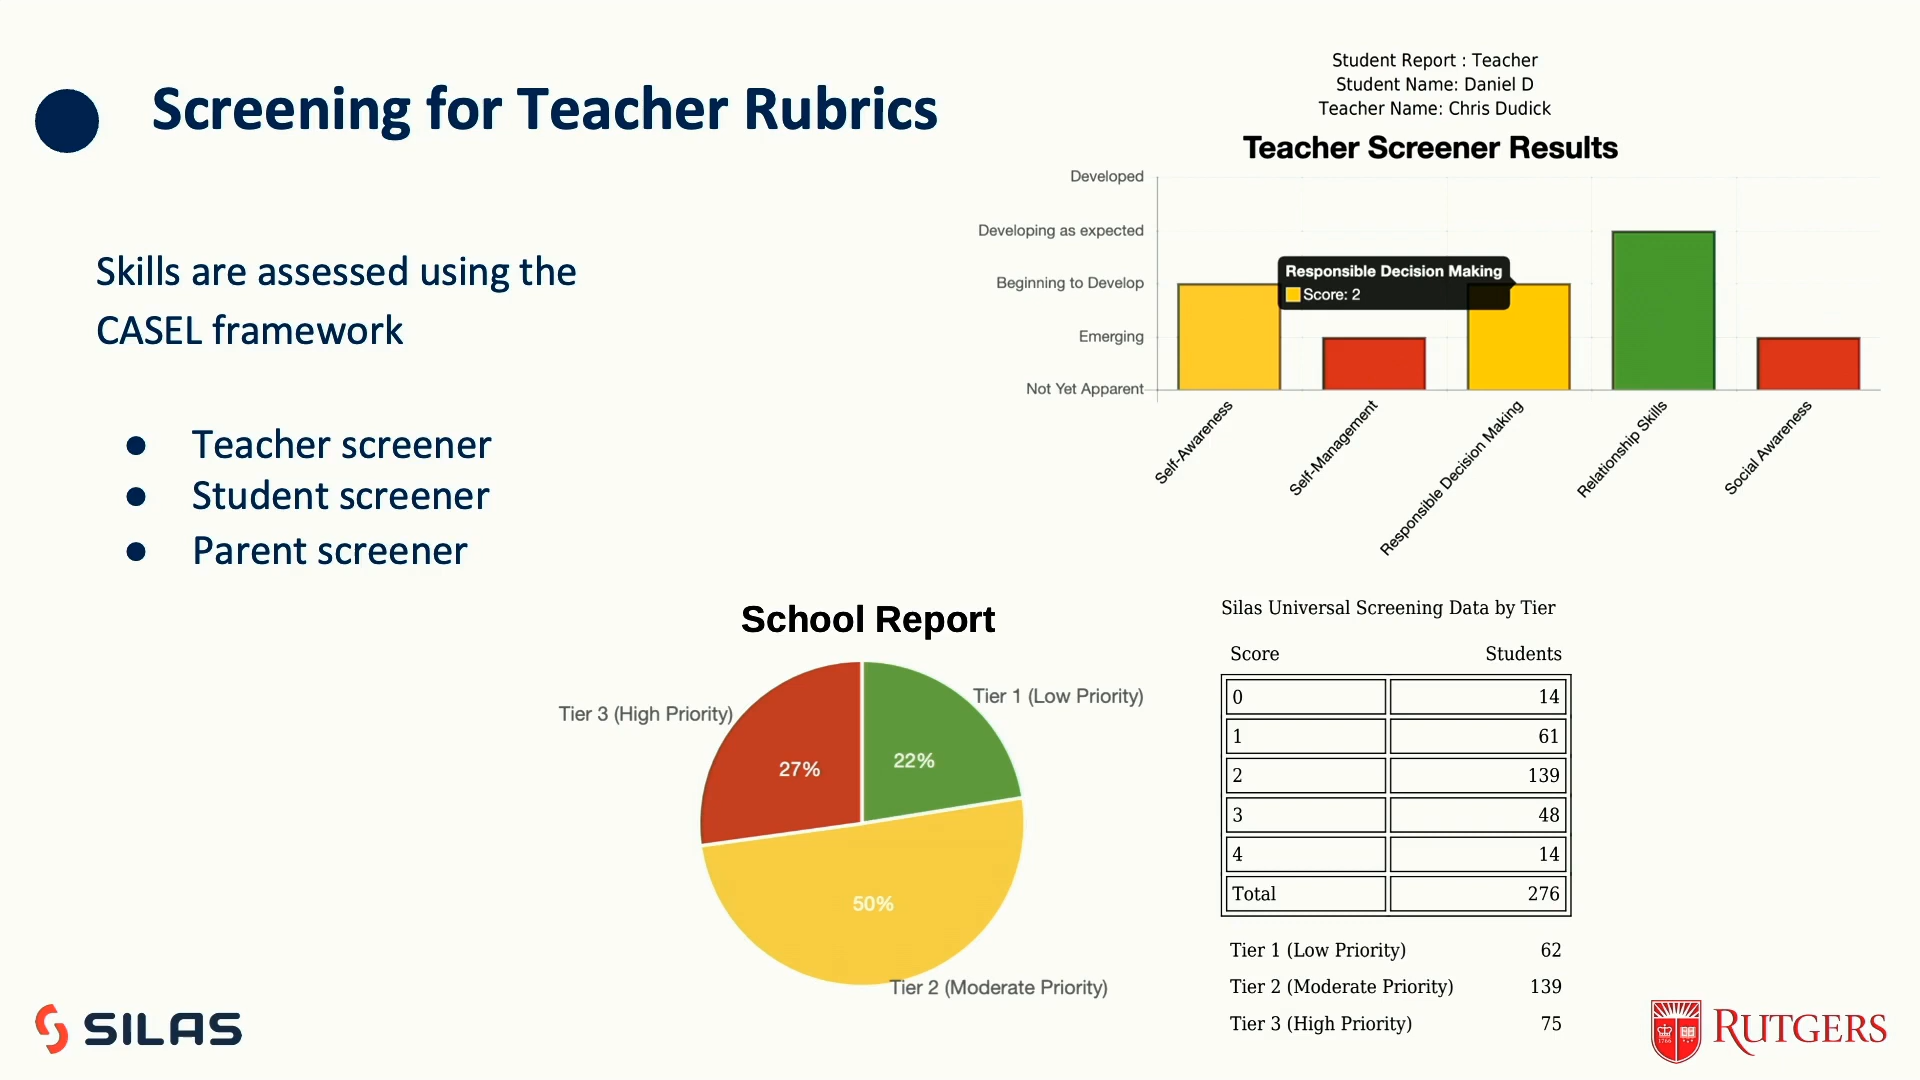 Screening for Teacher Rubrics
Skills are assessed using the
CASEL framework
● Teacher screener
● Student screener
● Parent screener
Student Report : Teacher
Student Name: Daniel D
Teacher Name: Chris Dudick
Teacher Screener Results
Developed
Developing as expected
Beginning to Develop
Emerging
Not Yet Apparent
Responsible Decision Making
Score: 2
Self-Awareness
Self-Management
Responsible Decision Making
Relationship Skills
Social Awareness
School Report
Tier 3 (High Priority)
Tier 1 (Low Priority)
27%
22%
50%
Tier 2 (Moderate Priority)
Silas Universal Screening Data by Tier
Score Students
0 14
1 61
2 139
3 48
4 14
Total 276
Tier 1 (Low Priority) 62
Tier 2 (Moderate Priority) 139
Tier 3 (High Priority) 75
SILAS
1766
RUTGERS